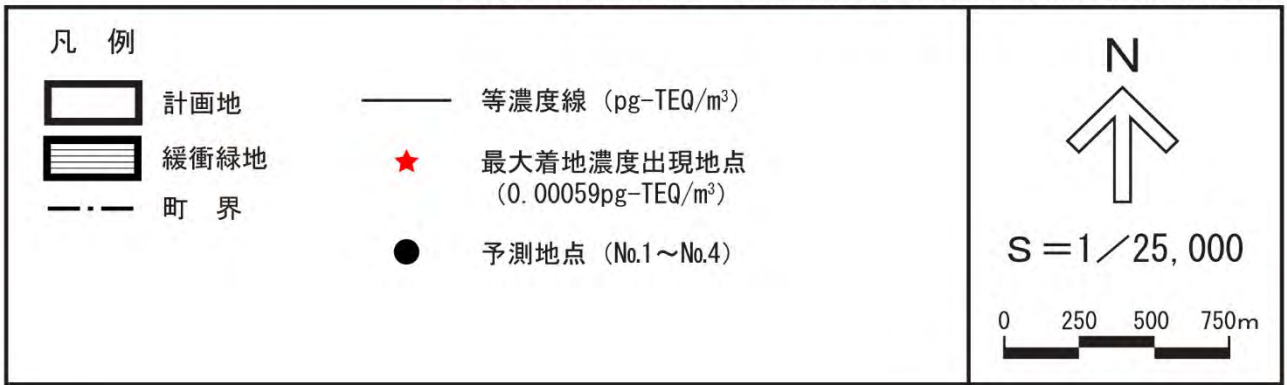 凡 例
計画地
緩衝緑地
町 界
等濃度線 (pg-TEQ/m³)
最大着地濃度出現地点
(0.00059pg-TEQ/m³)
予測地点 (No.1～No.4)
N
S=1／25,000
0 250 500 750m